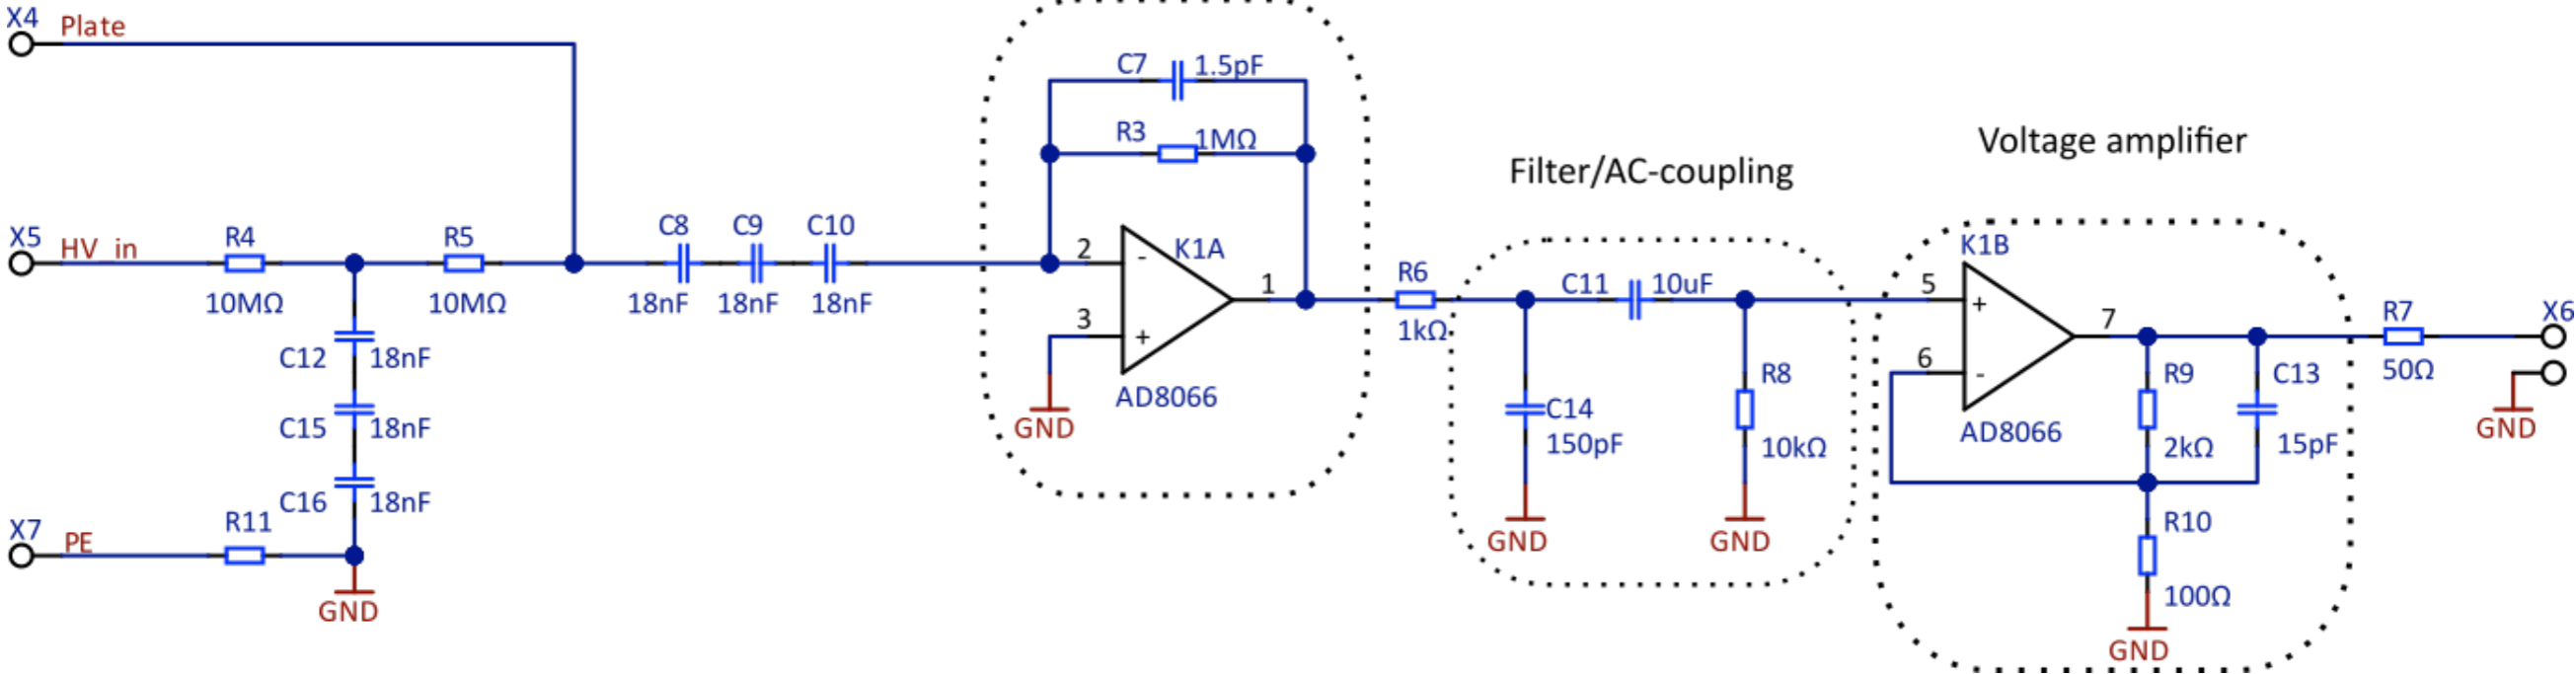 X4
Plate
X5
HV_in
R4
10MΩ
R5
10MΩ
C8
18nF
C9
18nF
C10
18nF
C12
18nF
C15
18nF
C16
18nF
X7
PE
R11
GND
C7
1.5pF
R3
1MΩ
2
-
3
+
K1A
1
AD8066
GND
R6
1kΩ
Filter/AC-coupling
C11
10uF
C14
150pF
GND
R8
10kΩ
GND
Voltage amplifier
K1B
5
+
6
-
7
AD8066
R9
2kΩ
C13
15pF
R10
100Ω
GND
R7
50Ω
X6
GND